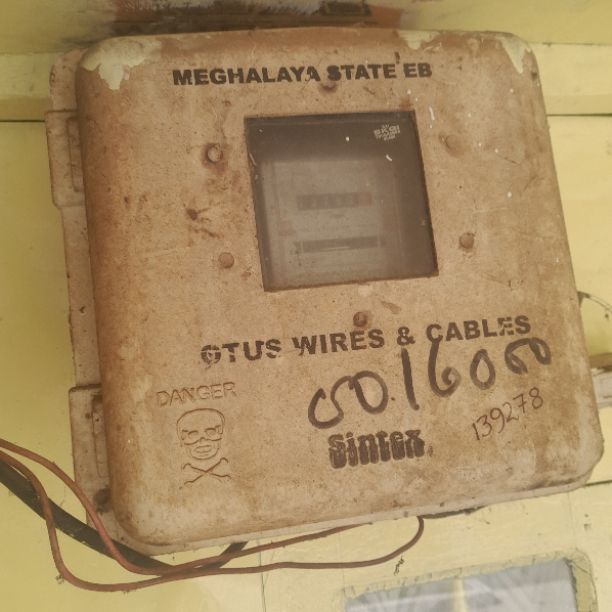 MEGHALAYA STATE EB
OTUS WIRES & CABLES
DANGER
Sintex
139278